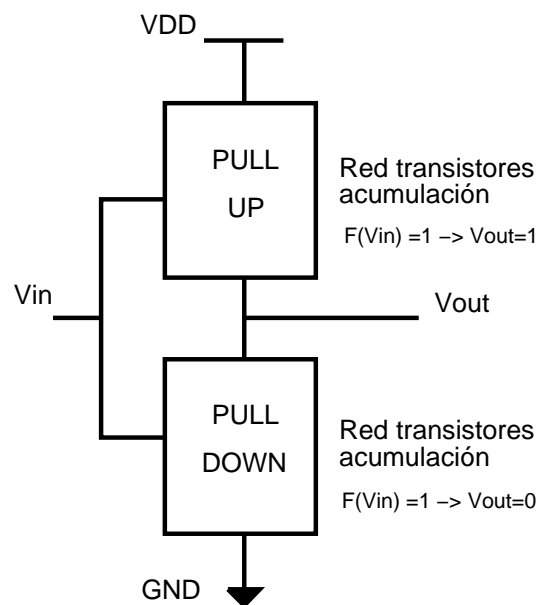 VDD
PULL
UP
Red transistores
acumulación
F(Vin) =1 −> Vout=1
Vin
Vout
PULL
DOWN
Red transistores
acumulación
F(Vin) =1 −> Vout=0
GND